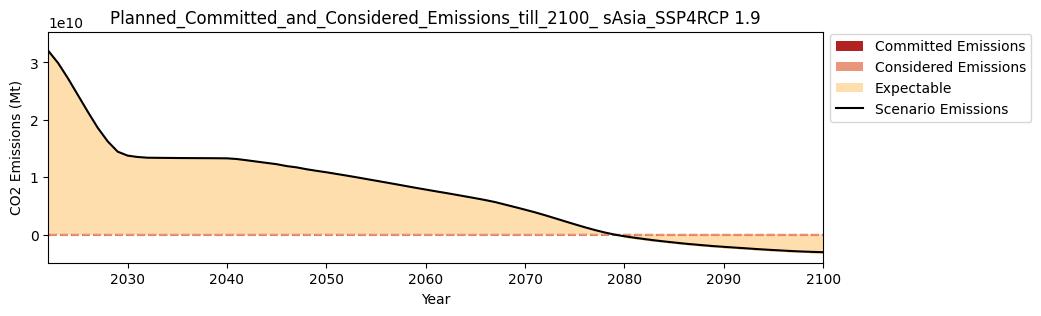 Planned_Committed_and_Considered_Emissions_till_2100_ sAsia_SSP4RCP 1.9
1e10
3
2
1
0
CO2 Emissions (Mt)
2030 2040 2050 2060 2070 2080 2090 2100
Year
Committed Emissions
Considered Emissions
Expectable
Scenario Emissions